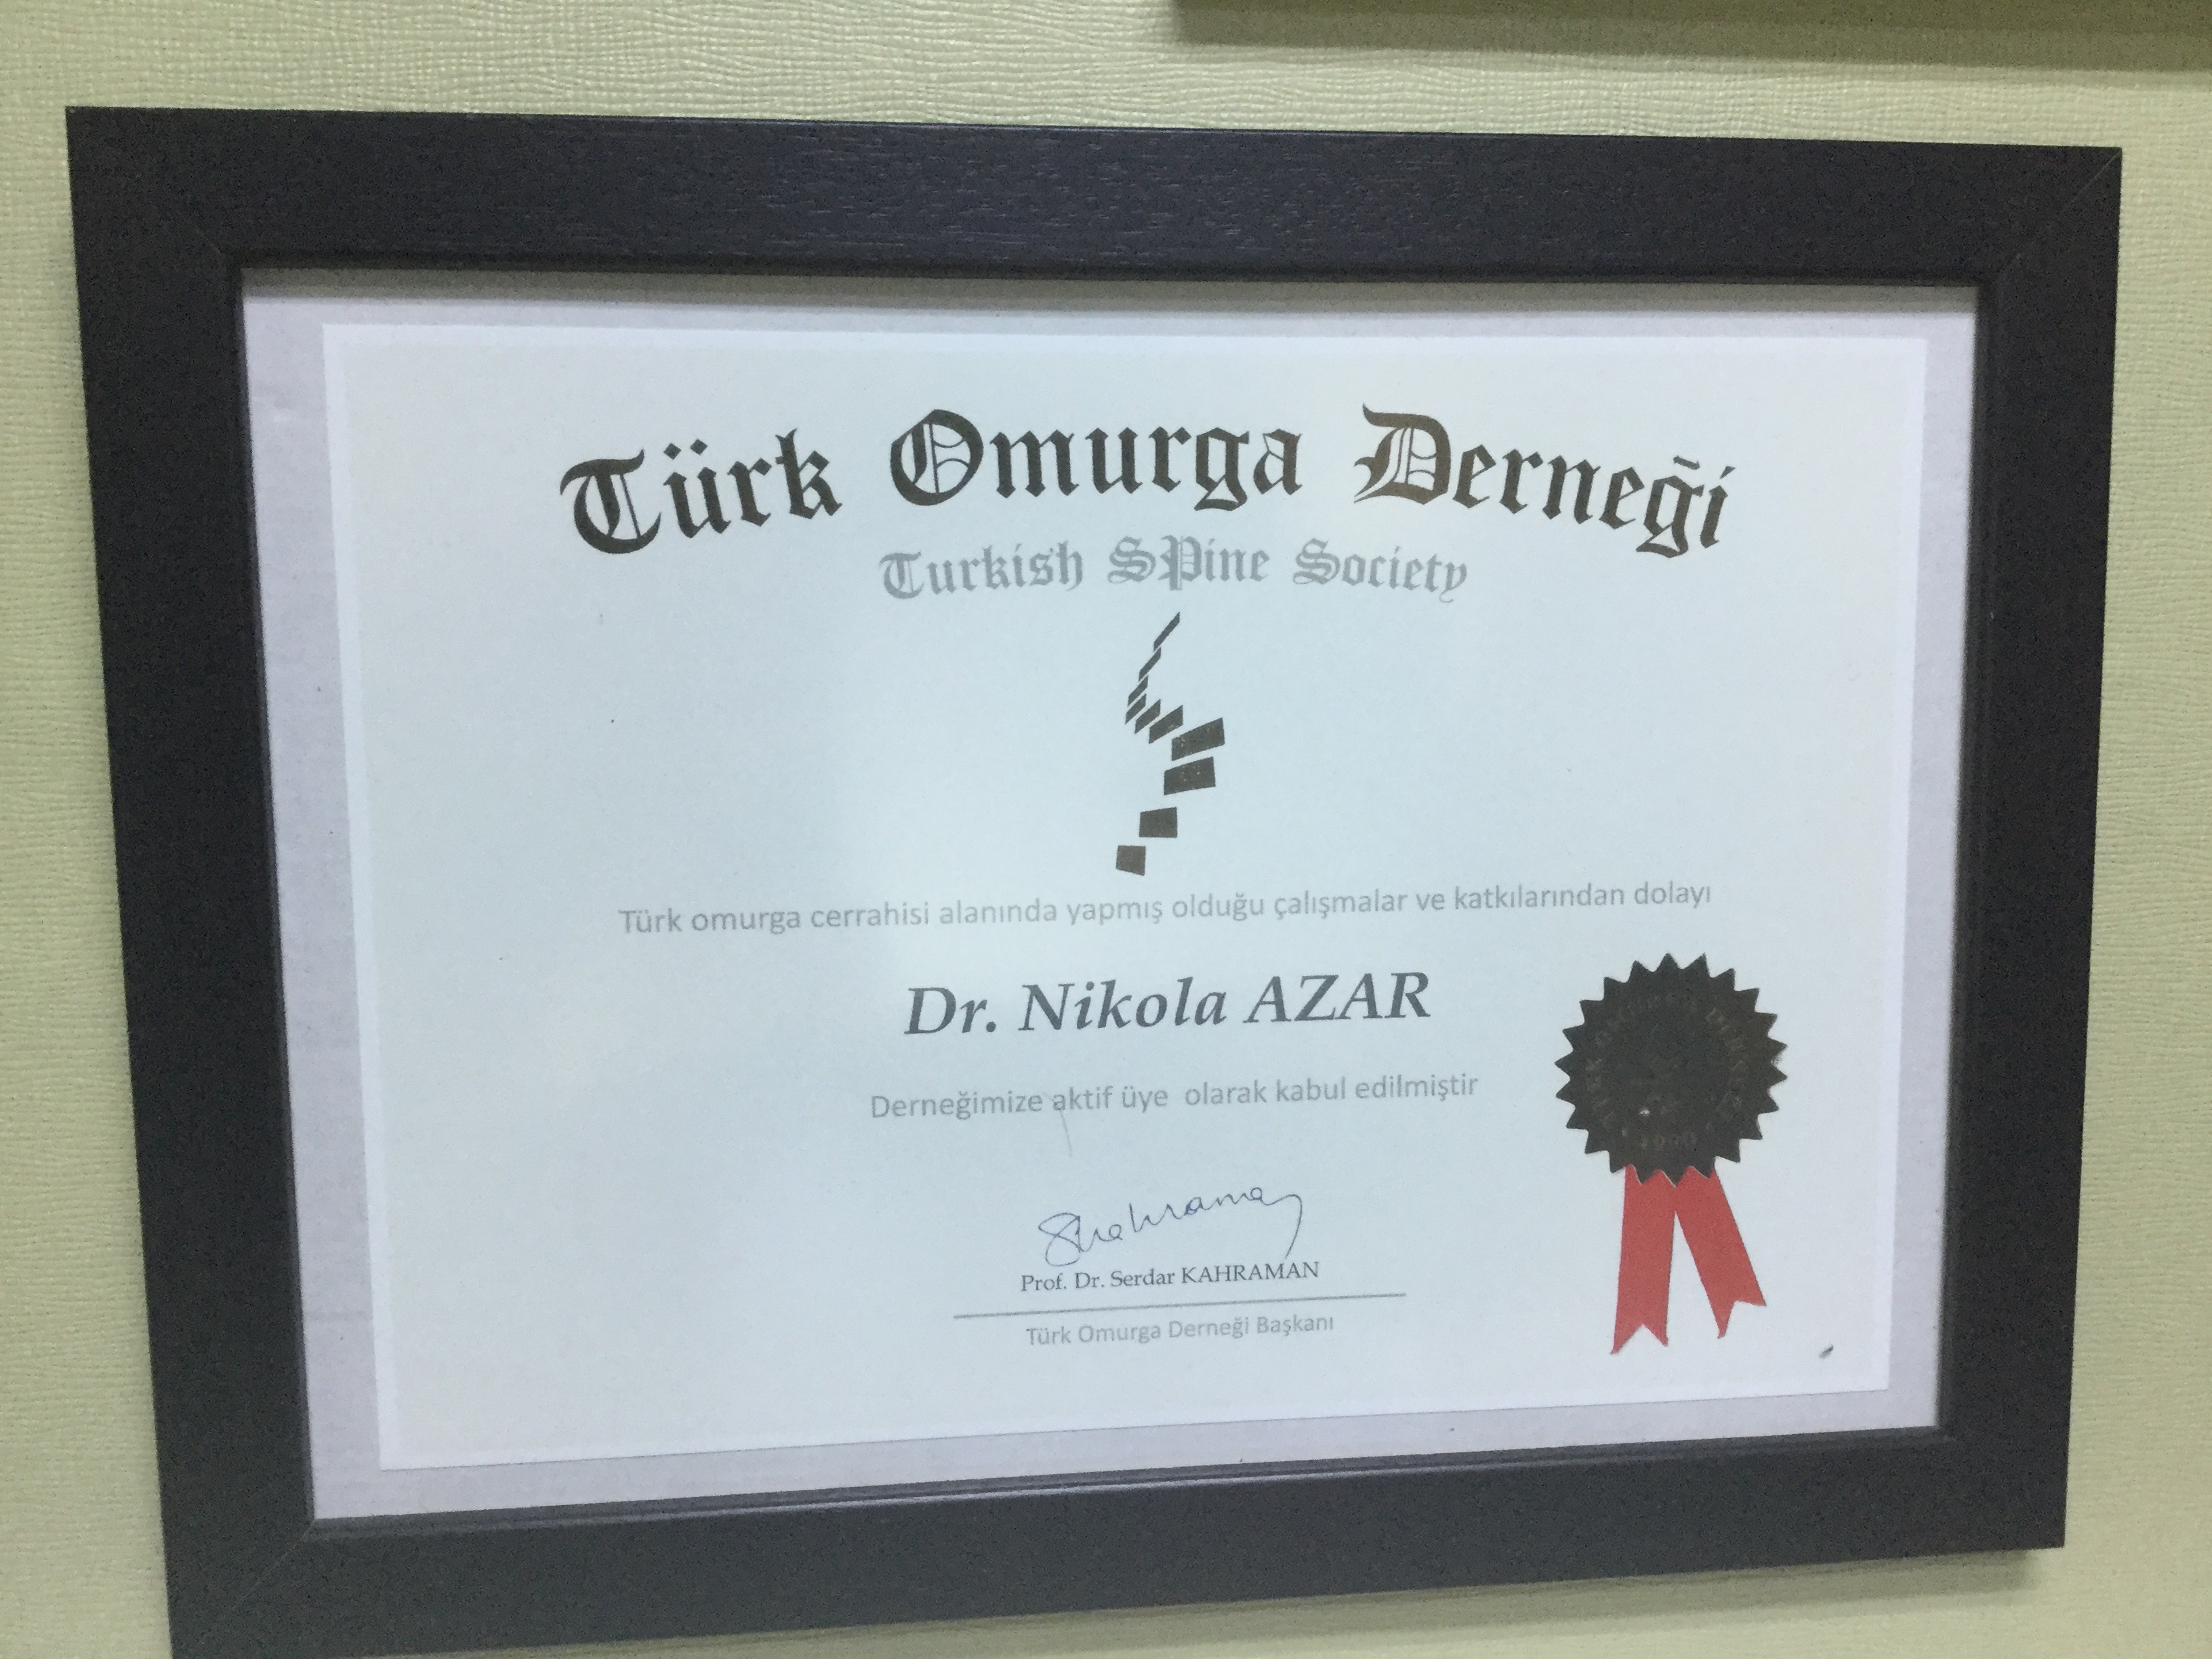 Türk Omurga Derneği
Turkish SPine Society
Türk omurga cerrahisi alanında yapmış olduğu çalışmalar ve katkılarından dolayı
Dr. Nikola AZAR
Derneğimize aktif üye olarak kabul edilmiştir
Prof. Dr. Serdar KAHRAMAN
Türk Omurga Derneği Başkanı
1990